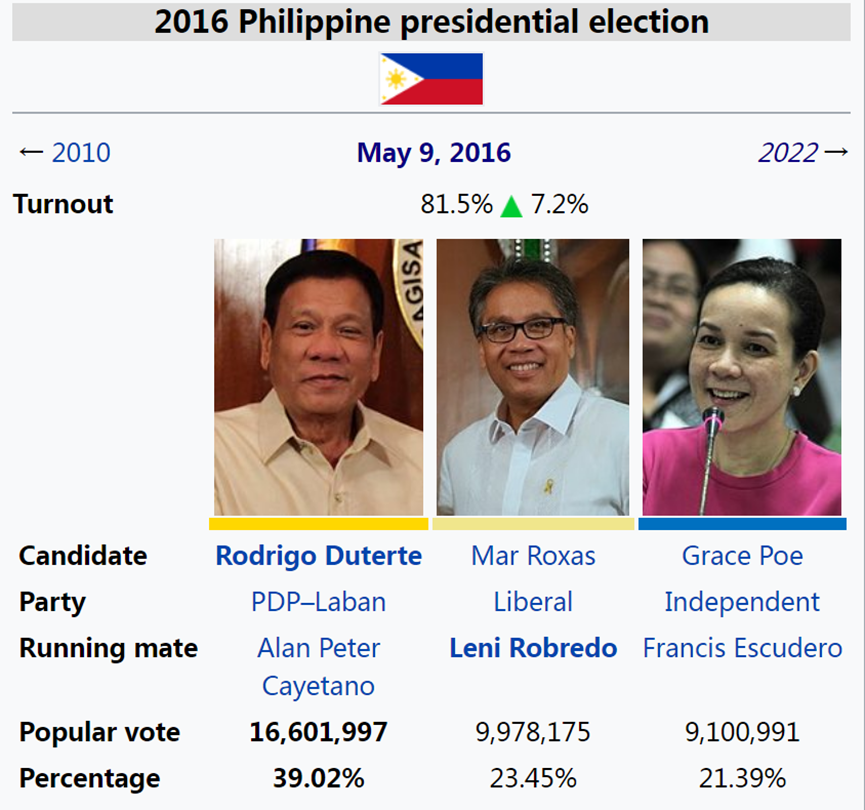 2016 Philippine presidential election
← 2010 May 9, 2016 2022 →
Turnout 81.5% ▲ 7.2%
AGISA
Candidate Rodrigo Duterte Mar Roxas Grace Poe
Party PDP–Laban Liberal Independent
Running mate Alan Peter Cayetano Leni Robredo Francis Escudero
Popular vote 16,601,997 9,978,175 9,100,991
Percentage 39.02% 23.45% 21.39%